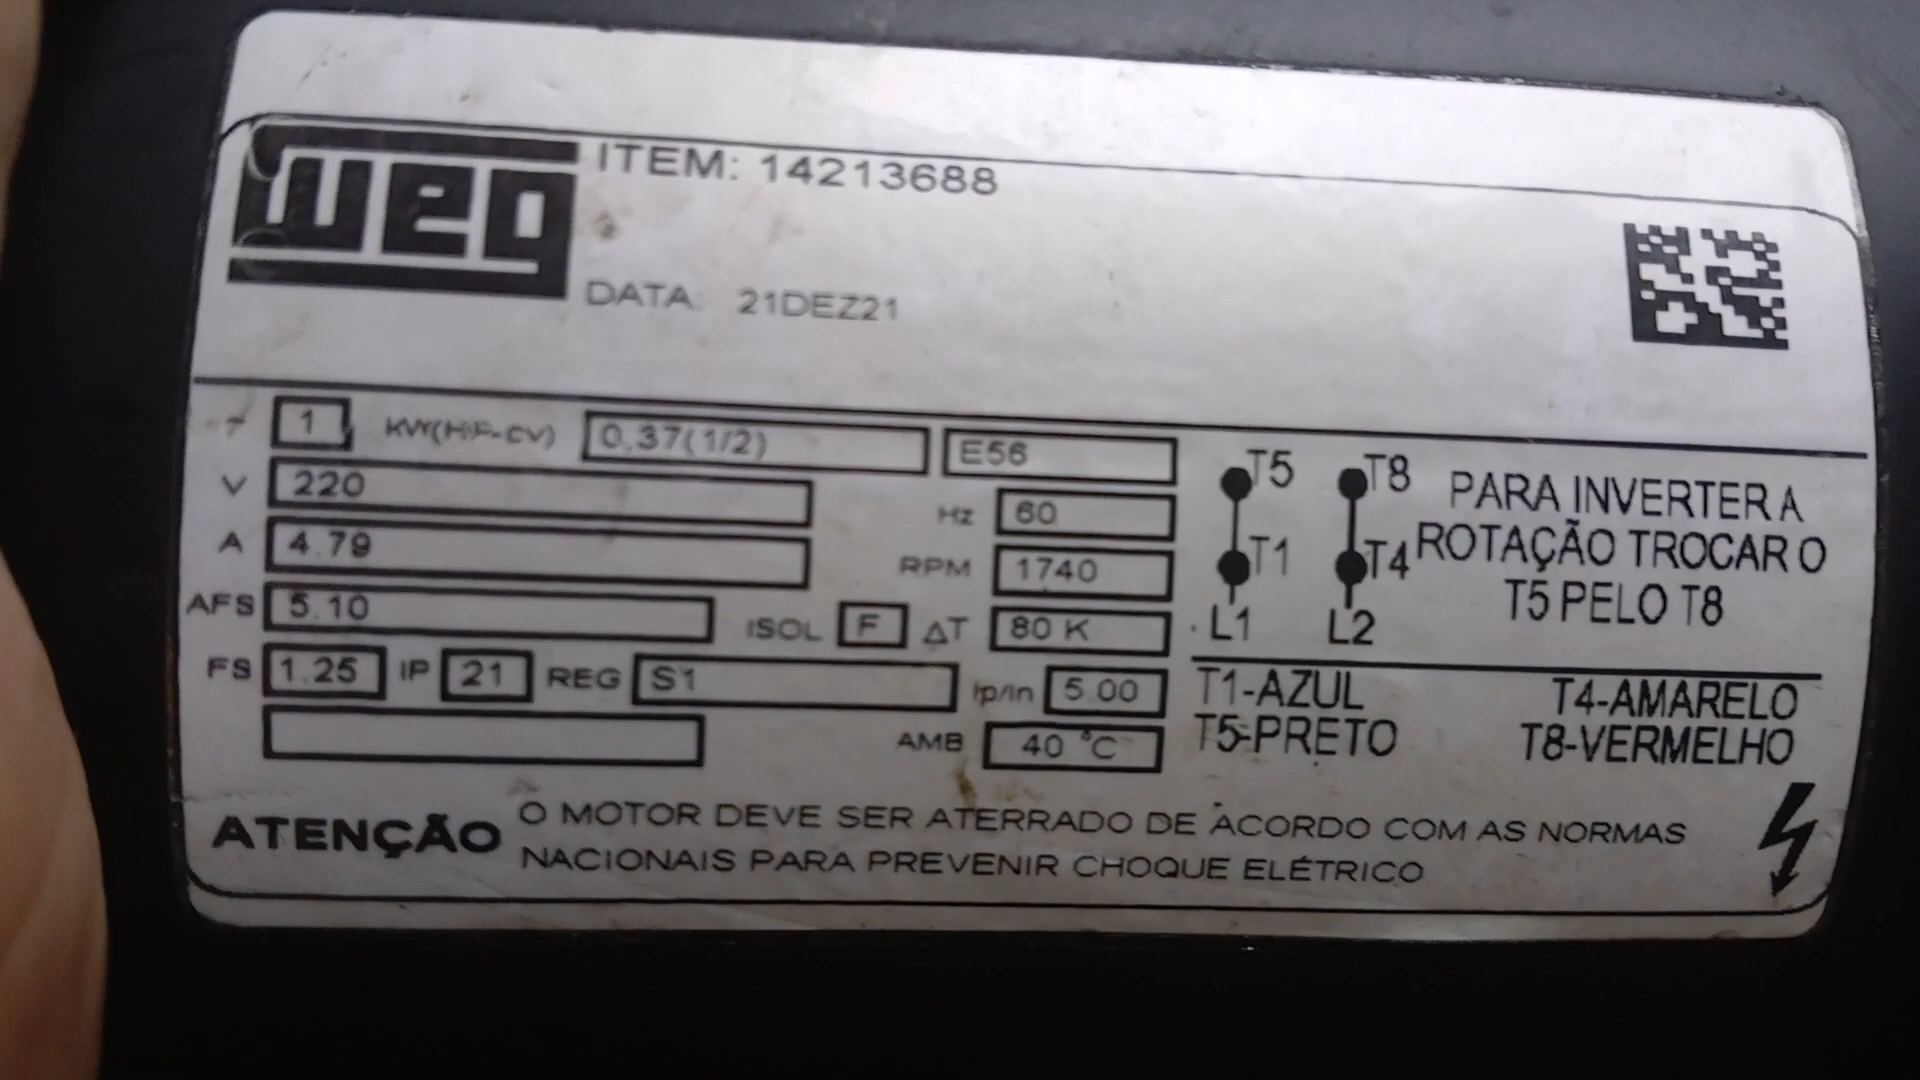 WEG
ITEM: 14213688
DATA: 21DEZ21
1 KW(HP-CV) 0.37(1/2) E56
V 220 Hz 60
A 4.79 RPM 1740
AFS 5.10 ISOL F ΔT 80 K
FS 1.25 IP 21 REG S1 Ip/In 5.00
AMB 40 °C
T5 T8
T1 T4
L1 L2
PARA INVERTER A
ROTAÇÃO TROCAR O
T5 PELO T8
T1-AZUL T4-AMARELO
T5-PRETO T8-VERMELHO
ATENÇÃO
O MOTOR DEVE SER ATERRADO DE ACORDO COM AS NORMAS
NACIONAIS PARA PREVENIR CHOQUE ELÉTRICO